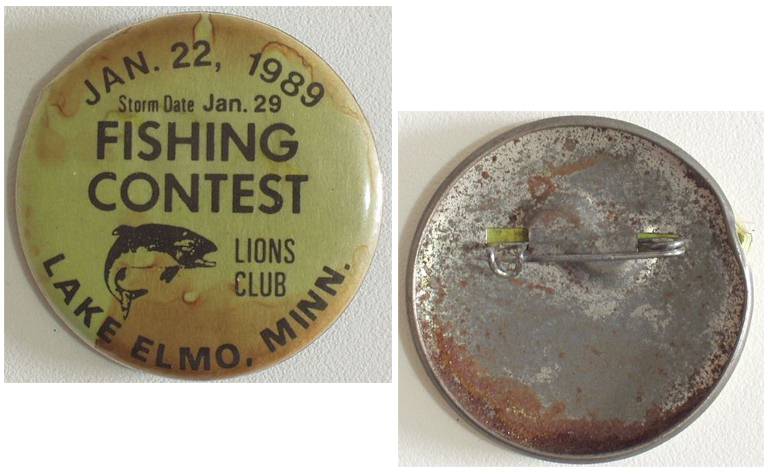 JAN. 22, 1989
Storm Date Jan. 29
FISHING
CONTEST
LIONS
CLUB
LAKE ELMO, MINN.